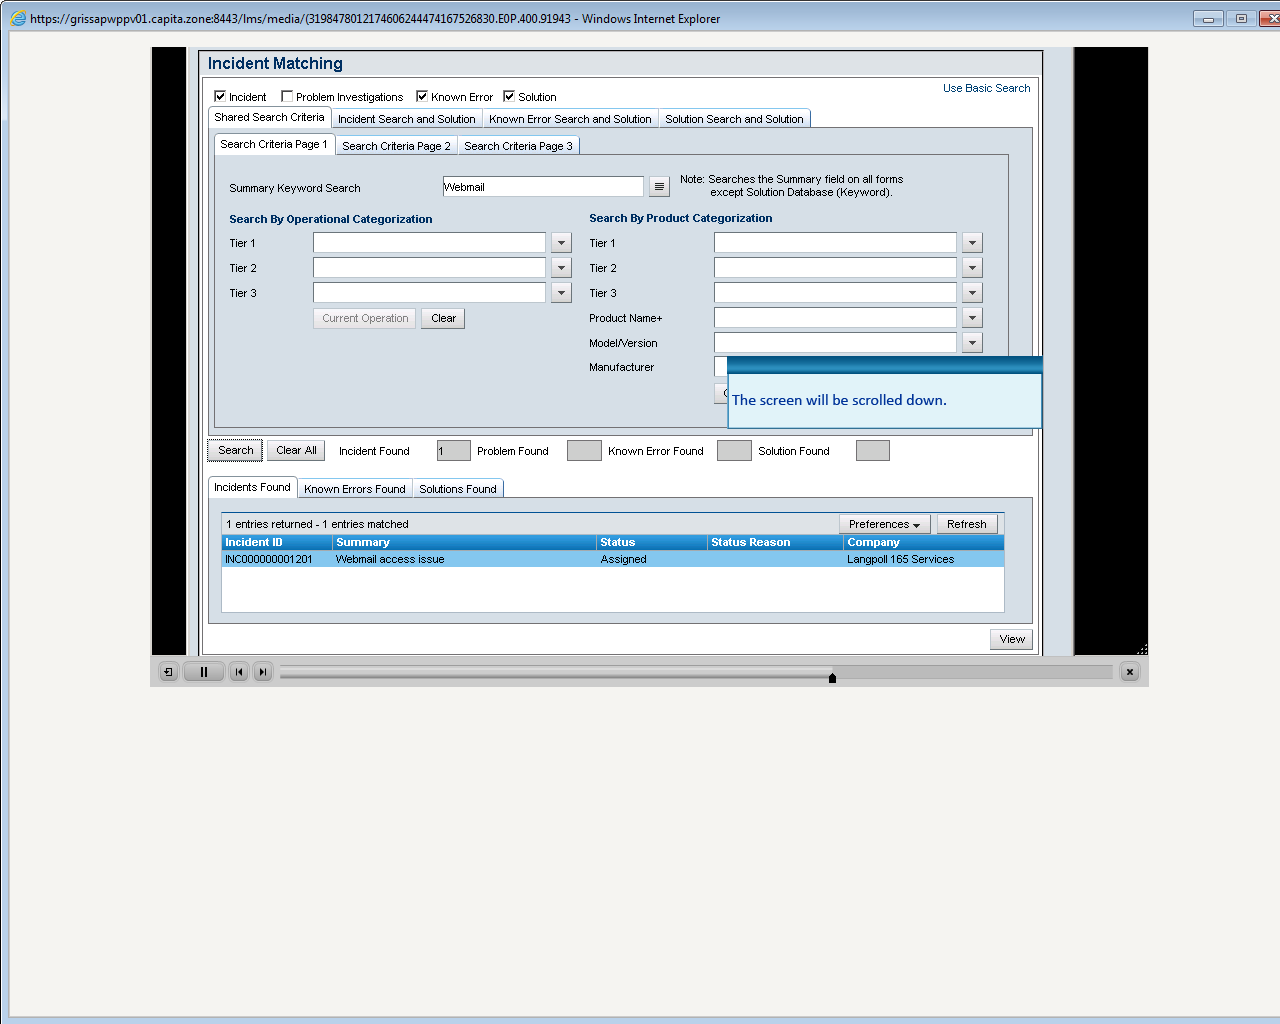 https://grissapwppv01.capita.zone:8443/lms/media/(3198478012174606244474167526830.E0P.400.91943 - Windows Internet Explorer
Incident Matching
Use Basic Search
Incident Problem Investigations Known Error Solution
Shared Search Criteria Incident Search and Solution Known Error Search and Solution Solution Search and Solution
Search Criteria Page 1 Search Criteria Page 2 Search Criteria Page 3
Summary Keyword Search Webmail Note: Searches the Summary field on all forms
except Solution Database (Keyword).
Search By Operational Categorization Search By Product Categorization
Tier 1 Tier 1
Tier 2 Tier 2
Tier 3 Tier 3
Current Operation Clear Product Name+
Model/Version
Manufacturer
The screen will be scrolled down.
Search Clear All Incident Found 1 Problem Found Known Error Found Solution Found
Incidents Found Known Errors Found Solutions Found
1 entries returned - 1 entries matched Preferences Refresh
Incident ID Summary Status Status Reason Company
INC000000001201 Webmail access issue Assigned Langpoll 165 Services
View